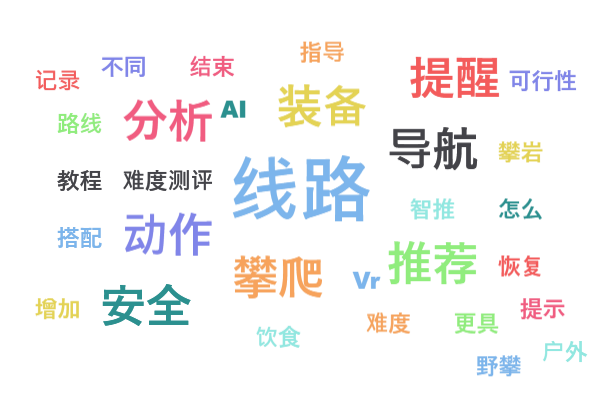 指导
不同
结束
记录
提醒
可行性
装备
AI
分析
路线
导航
攀岩
线路
教程
难度测评
智推
怎么
动作
搭配
推荐
恢复
攀爬
Vr
安全
增加
提示
难度
更具
饮食
户外
野攀